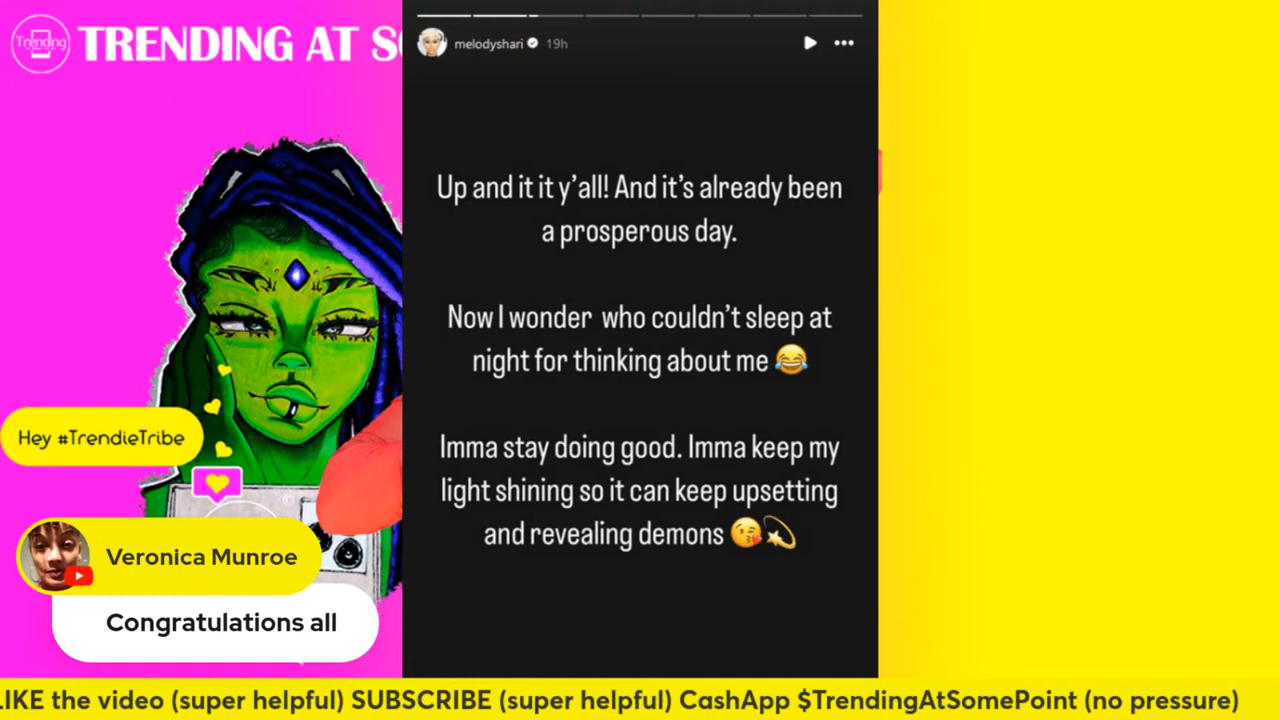 Trending
TRENDING AT S
melodyshari 19h
Up and it it y’all! And it’s already been
a prosperous day.
Now I wonder who couldn’t sleep at
night for thinking about me 😂
Imma stay doing good. Imma keep my
light shining so it can keep upsetting
and revealing demons 😘💫
Hey #TrendieTribe
Veronica Munroe
Congratulations all
LIKE the video (super helpful) SUBSCRIBE (super helpful) CashApp $TrendingAtSomePoint (no pressure)